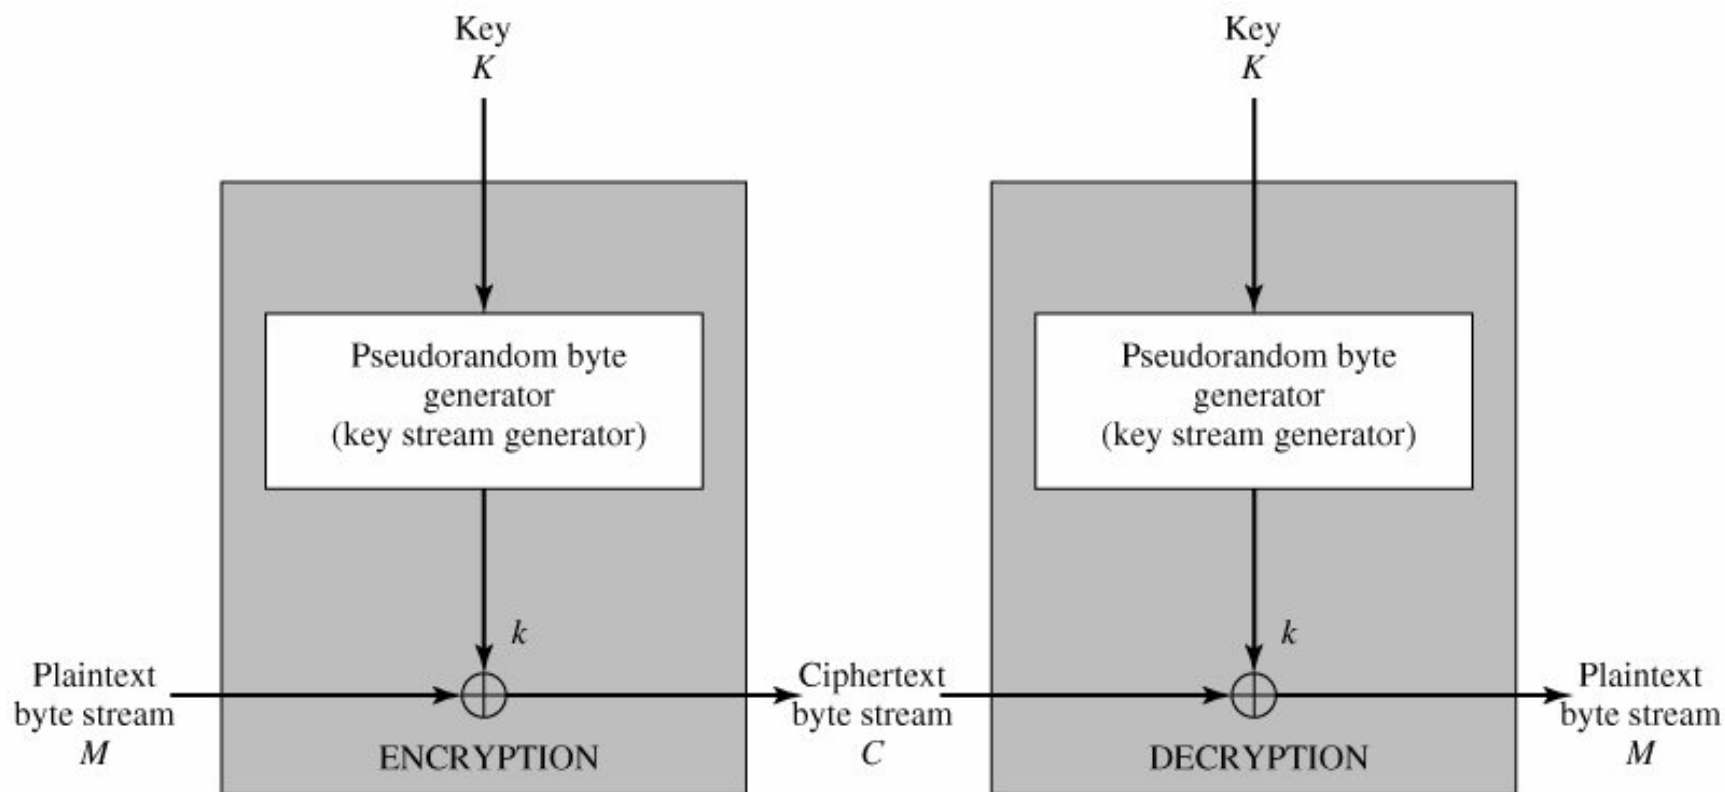 Key
K
Key
K
Pseudorandom byte
generator
(key stream generator)
Pseudorandom byte
generator
(key stream generator)
k
k
Plaintext
byte stream
M
ENCRYPTION
Ciphertext
byte stream
C
DECRYPTION
Plaintext
byte stream
M